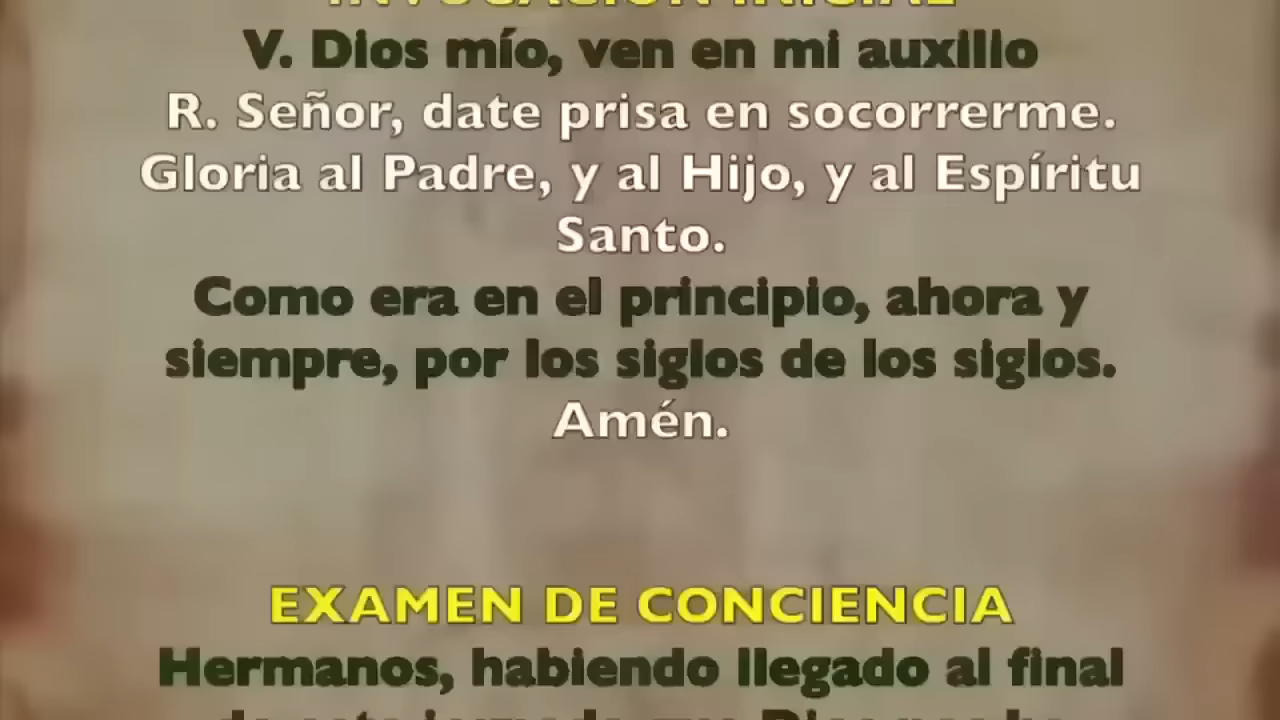 INVOCACIÓN INICIAL
V. Dios mío, ven en mi auxilio
R. Señor, date prisa en socorrerme.
Gloria al Padre, y al Hijo, y al Espíritu
Santo.
Como era en el principio, ahora y
siempre, por los siglos de los siglos.
Amén.
EXAMEN DE CONCIENCIA
Hermanos, habiendo llegado al final